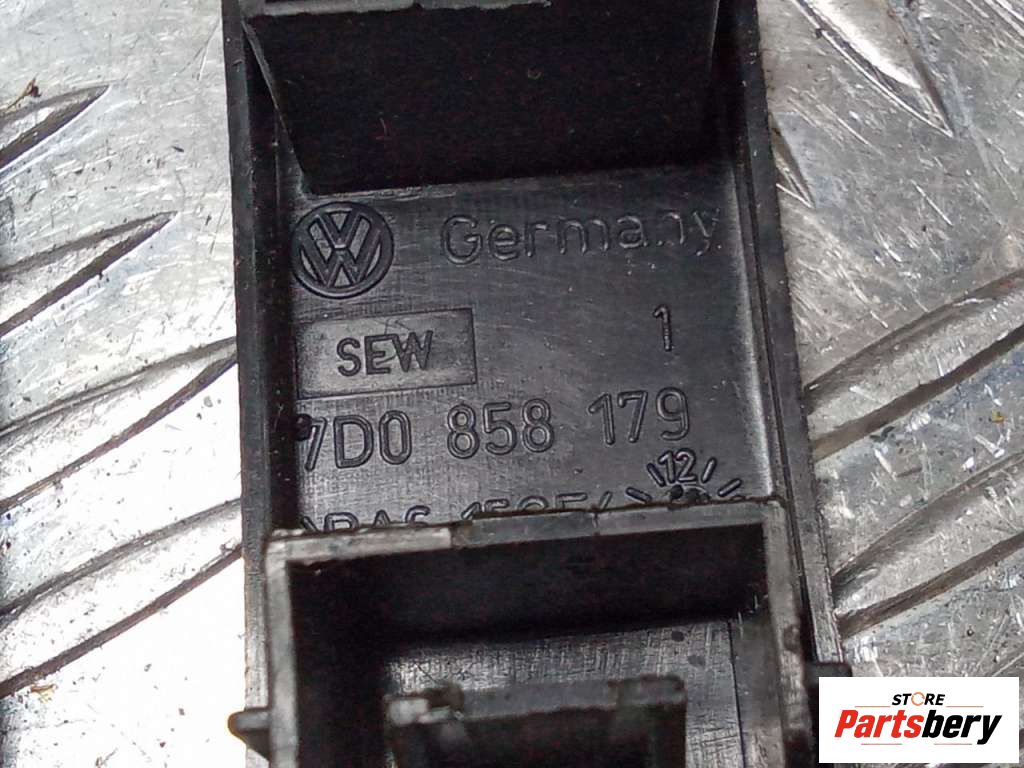 Germany
1
SEW
7D0 858 179
12
STORE
Partsbery